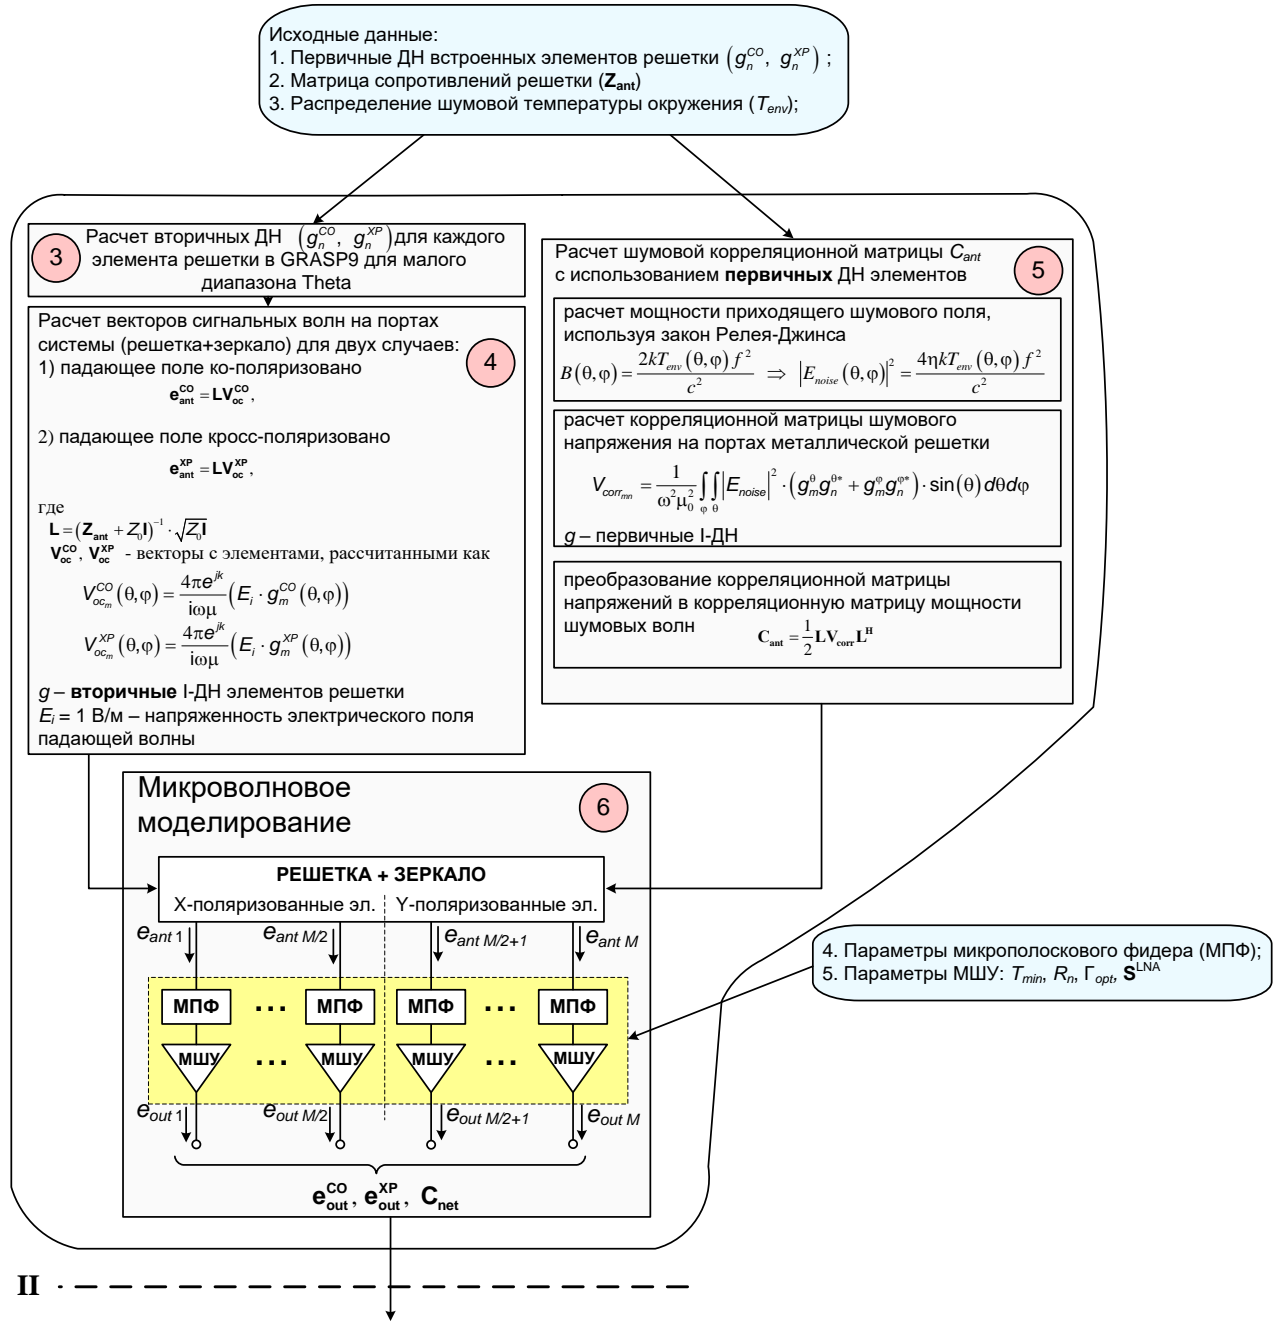 Исходные данные:
1. Первичные ДН встроенных элементов решетки (g_n^CO, g_n^XP) ;
2. Матрица сопротивлений решетки (Z_ant)
3. Распределение шумовой температуры окружения (T_env);
3
Расчет вторичных ДН (g_n^CO, g_n^XP) для каждого
элемента решетки в GRASP9 для малого
диапазона Theta
Расчет векторов сигнальных волн на портах
системы (решетка+зеркало) для двух случаев:
1) падающее поле ко-поляризовано
4
e_ant^CO = LV_oc^CO,
2) падающее поле кросс-поляризовано
e_ant^XP = LV_oc^XP,
где
L = (Z_ant + Z_0 I)^−1 · √Z_0 I
V_oc^CO, V_oc^XP - векторы с элементами, рассчитанными как
V_oc_m^CO (θ,φ) = 4πe^jk / iωμ (E_i · g_m^CO (θ,φ))
V_oc_m^XP (θ,φ) = 4πe^jk / iωμ (E_i · g_m^XP (θ,φ))
g – вторичные I-ДН элементов решетки
E_i = 1 В/м – напряженность электрического поля
падающей волны
Расчет шумовой корреляционной матрицы C_ant
с использованием первичных ДН элементов
5
расчет мощности приходящего шумового поля,
используя закон Релея-Джинса
B(θ,φ) = 2kT_env (θ,φ) f^2 / c^2 ⇒ |E_noise (θ,φ)|^2 = 4ηkT_env (θ,φ) f^2 / c^2
расчет корреляционной матрицы шумового
напряжения на портах металлической решетки
V_corr_mn = 1 / ω^2 μ_0^2 ∫_φ ∫_θ |E_noise|^2 · (g_m^θ g_n^θ* + g_m^φ g_n^φ*) · sin(θ) dθdφ
g – первичные I-ДН
преобразование корреляционной матрицы
напряжений в корреляционную матрицу мощности
шумовых волн C_ant = 1/2 LV_corr L^H
Микроволновое
моделирование
6
РЕШЕТКА + ЗЕРКАЛО
X-поляризованные эл. Y-поляризованные эл.
e_ant 1 e_ant M/2 e_ant M/2+1 e_ant M
МПФ ... МПФ МПФ ... МПФ
МШУ ... МШУ МШУ ... МШУ
e_out 1 e_out M/2 e_out M/2+1 e_out M
e_out^CO, e_out^XP, C_net
4. Параметры микрополоскового фидера (МПФ);
5. Параметры МШУ: T_min, R_n, Γ_opt, S^LNA
II